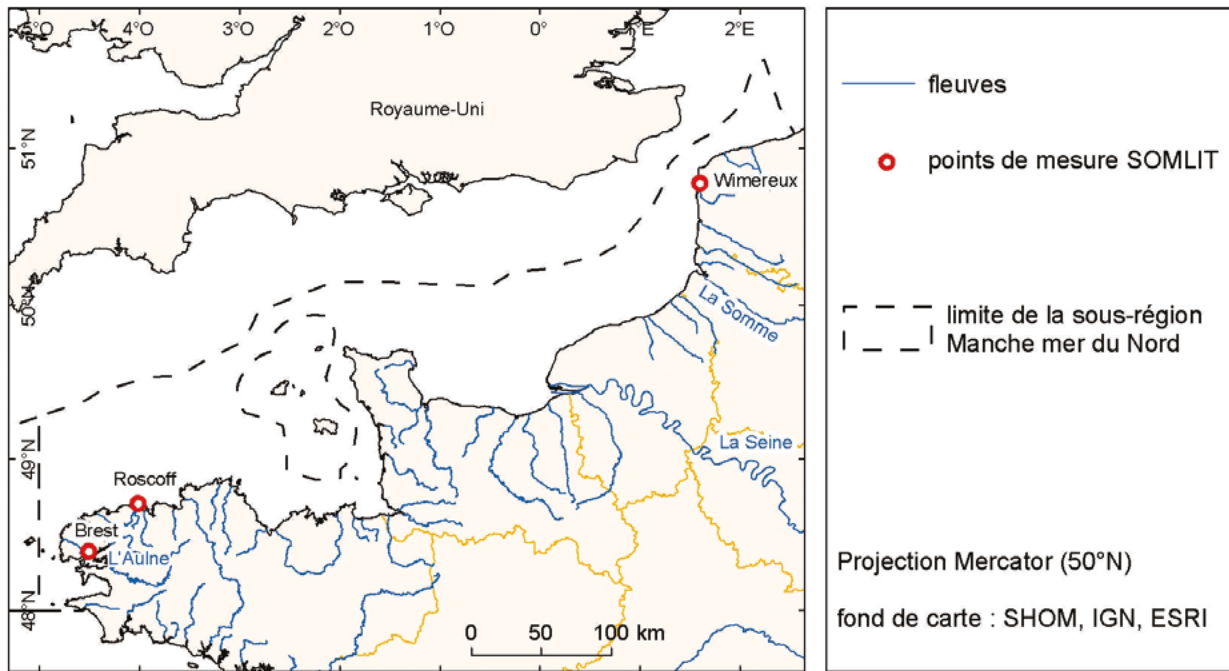 5°O 4°O 3°O 2°O 1°O 0° 1°E 2°E
Royaume-Uni
51°N
Wimereux
50°N
La Somme
La Seine
49°N
Roscoff
Brest
L'Aulne
48°N
0 50 100 km
fleuves
points de mesure SOMLIT
limite de la sous-région
Manche mer du Nord
Projection Mercator (50°N)
fond de carte : SHOM, IGN, ESRI